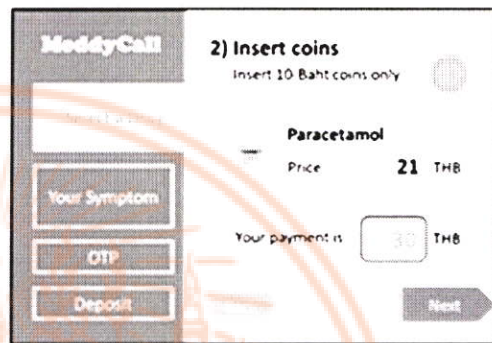 MeddyCall
Your Symptom
OTP
Deposit
2) Insert coins
Insert 10 Baht coins only
Paracetamol
Price 21 THB
Your payment is 30 THB
Next